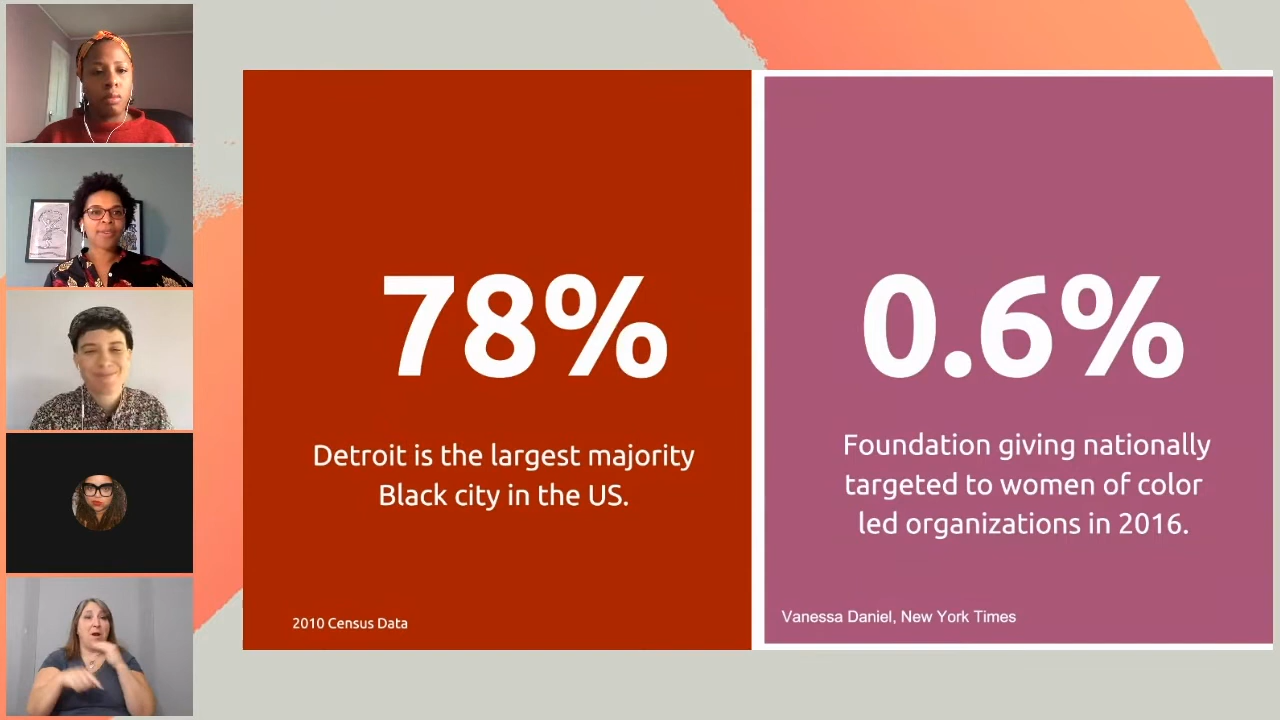 78%
Detroit is the largest majority
Black city in the US.
2010 Census Data
0.6%
Foundation giving nationally
targeted to women of color
led organizations in 2016.
Vanessa Daniel, New York Times